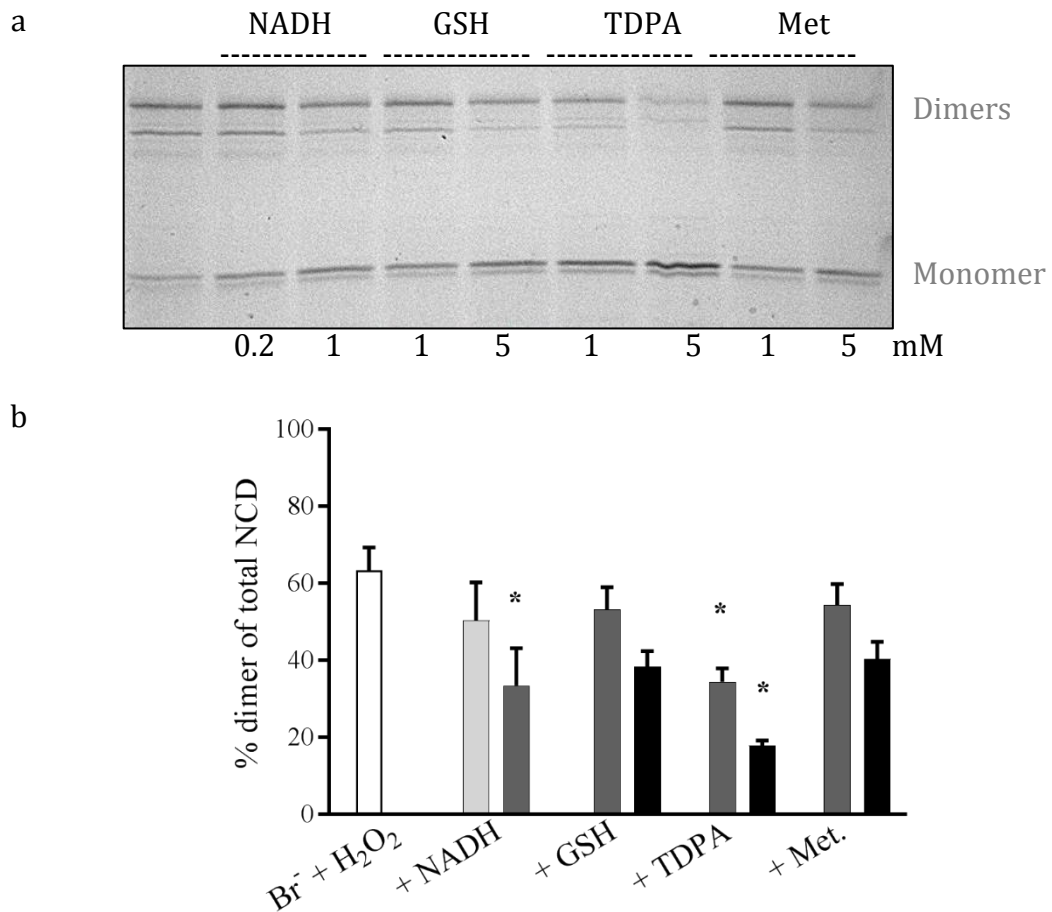 a
NADH GSH TDPA Met
Dimers
Monomer
0.2 1 1 5 1 5 1 5 mM
b
% dimer of total NCD
100
80
60
40
20
0
* * *
Br⁻ + H₂O₂ + NADH + GSH + TDPA + Met.